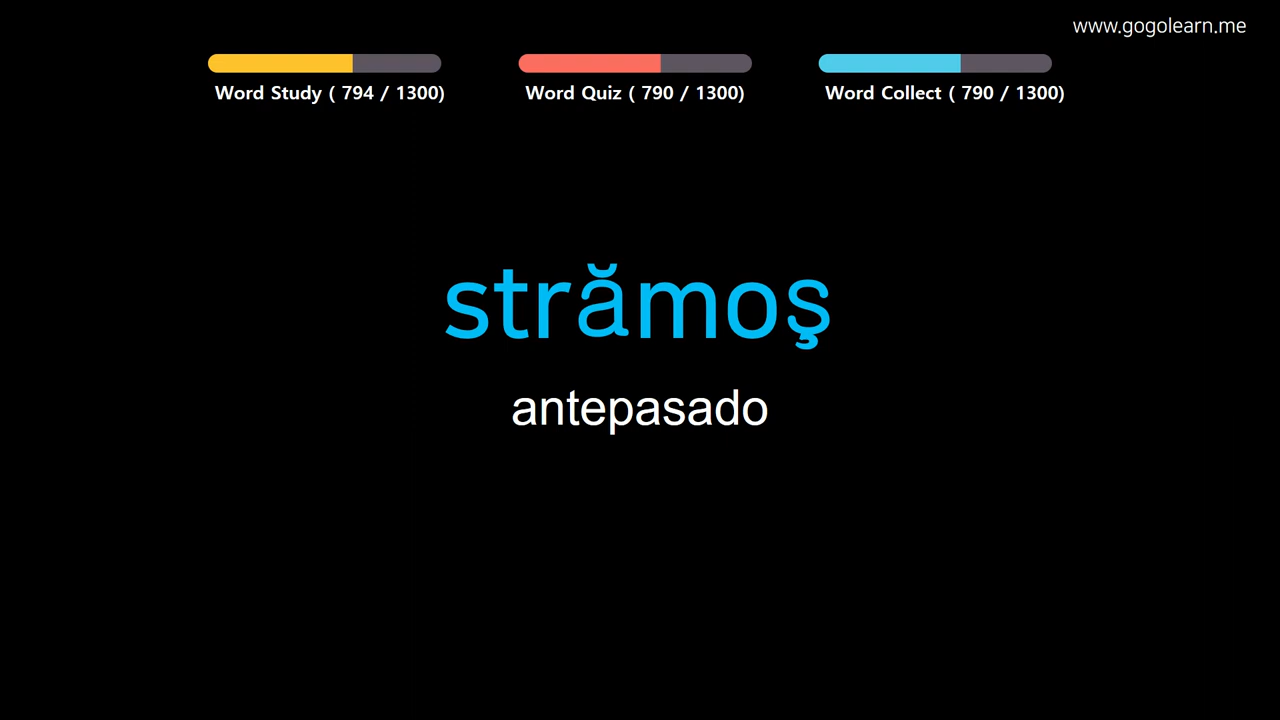 www.gogolearn.me
Word Study ( 794 / 1300)
Word Quiz ( 790 / 1300)
Word Collect ( 790 / 1300)
strămoş
antepasado